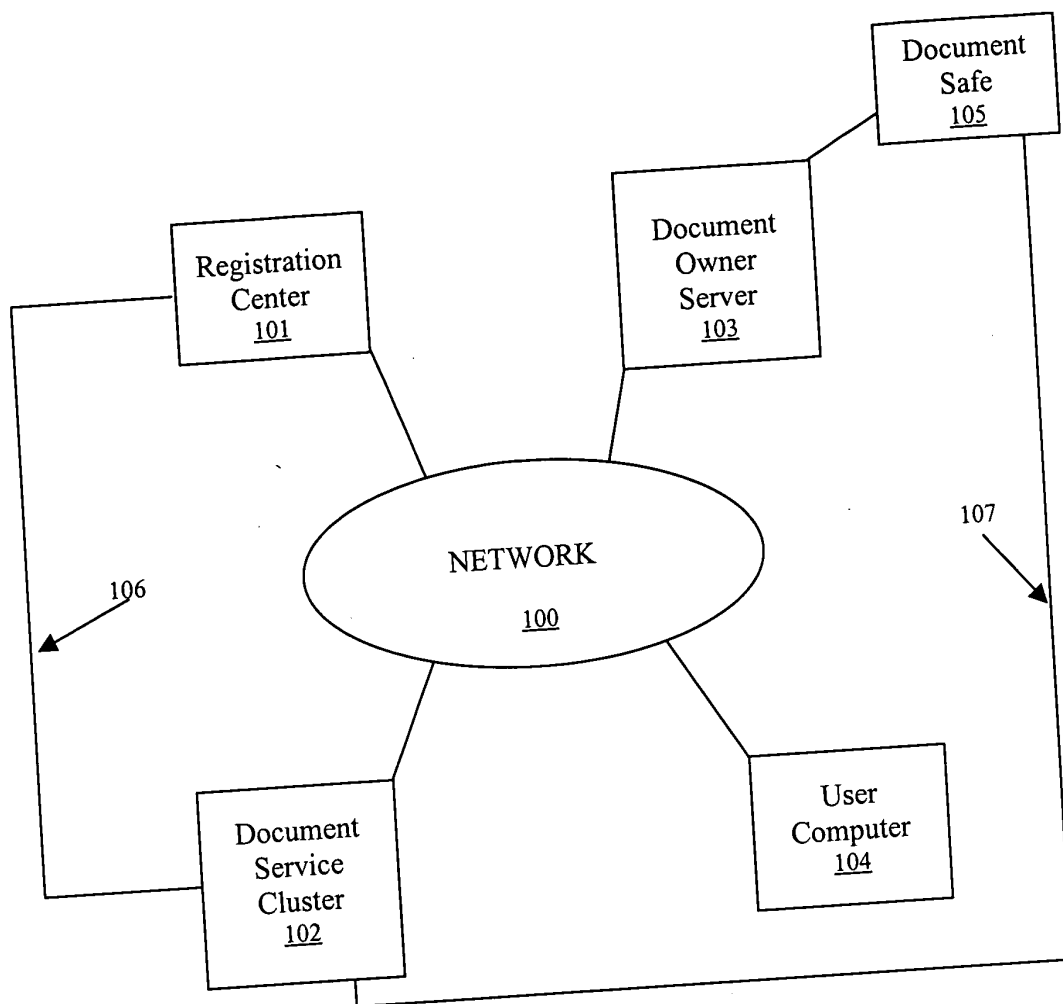 Document
Safe
105
Document
Owner
Server
103
Registration
Center
101
107
NETWORK
100
106
User
Computer
104
Document
Service
Cluster
102